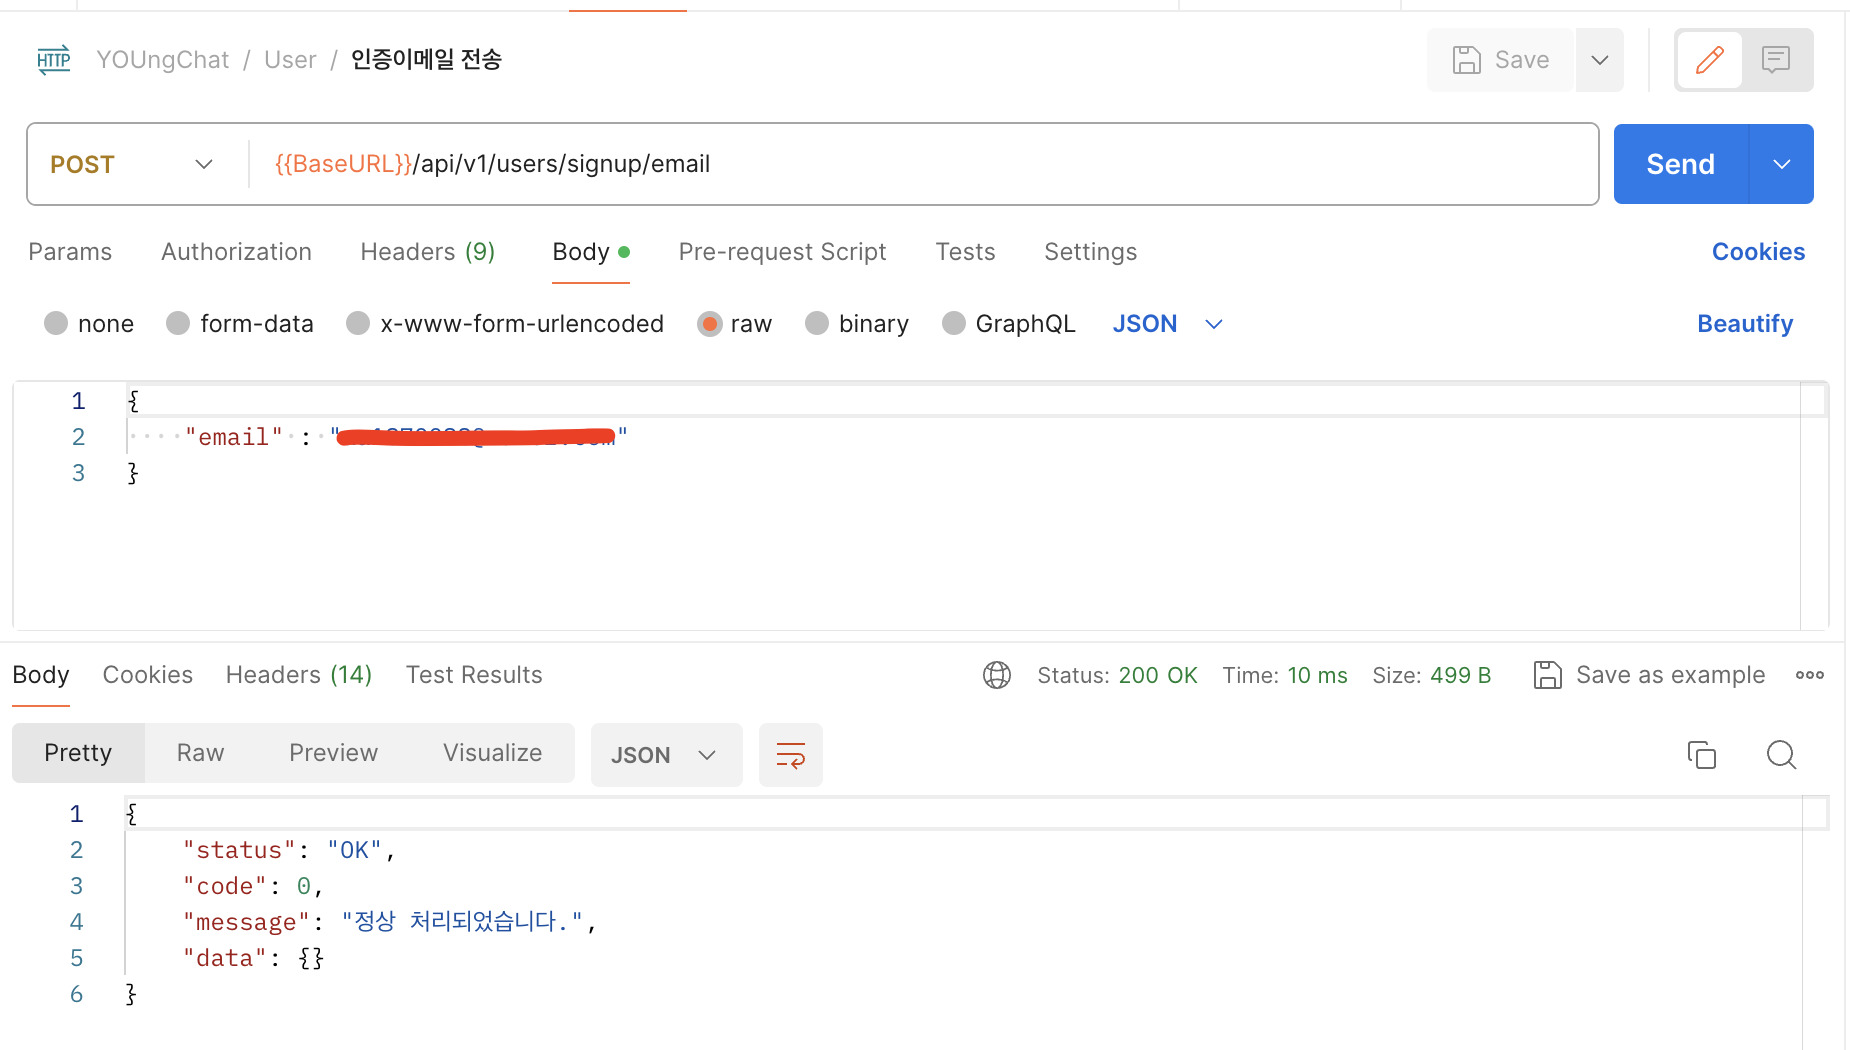 HTTP YOUngChat / User / 인증이메일 전송 Save
POST {{BaseURL}}/api/v1/users/signup/email Send
Params Authorization Headers (9) Body Pre-request Script Tests Settings Cookies
none form-data x-www-form-urlencoded raw binary GraphQL JSON Beautify
1 {
2 "email" : " "
3 }
Body Cookies Headers (14) Test Results Status: 200 OK Time: 10 ms Size: 499 B Save as example
Pretty Raw Preview Visualize JSON
1 {
2 "status": "OK",
3 "code": 0,
4 "message": "정상 처리되었습니다.",
5 "data": {}
6 }